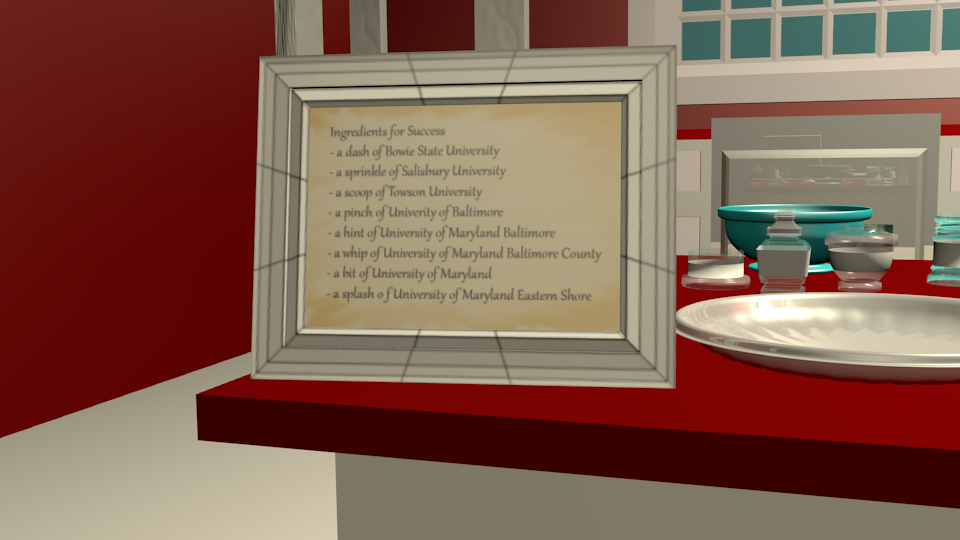 Ingredients for Success
- a dash of Bowie State University
- a sprinkle of Salisbury University
- a scoop of Towson University
- a pinch of Univerity of Baltimore
- a hint of University of Maryland Baltimore
- a whip of University of Maryland Baltimore County
- a bit of University of Maryland
- a splash of University of Maryland Eastern Shore